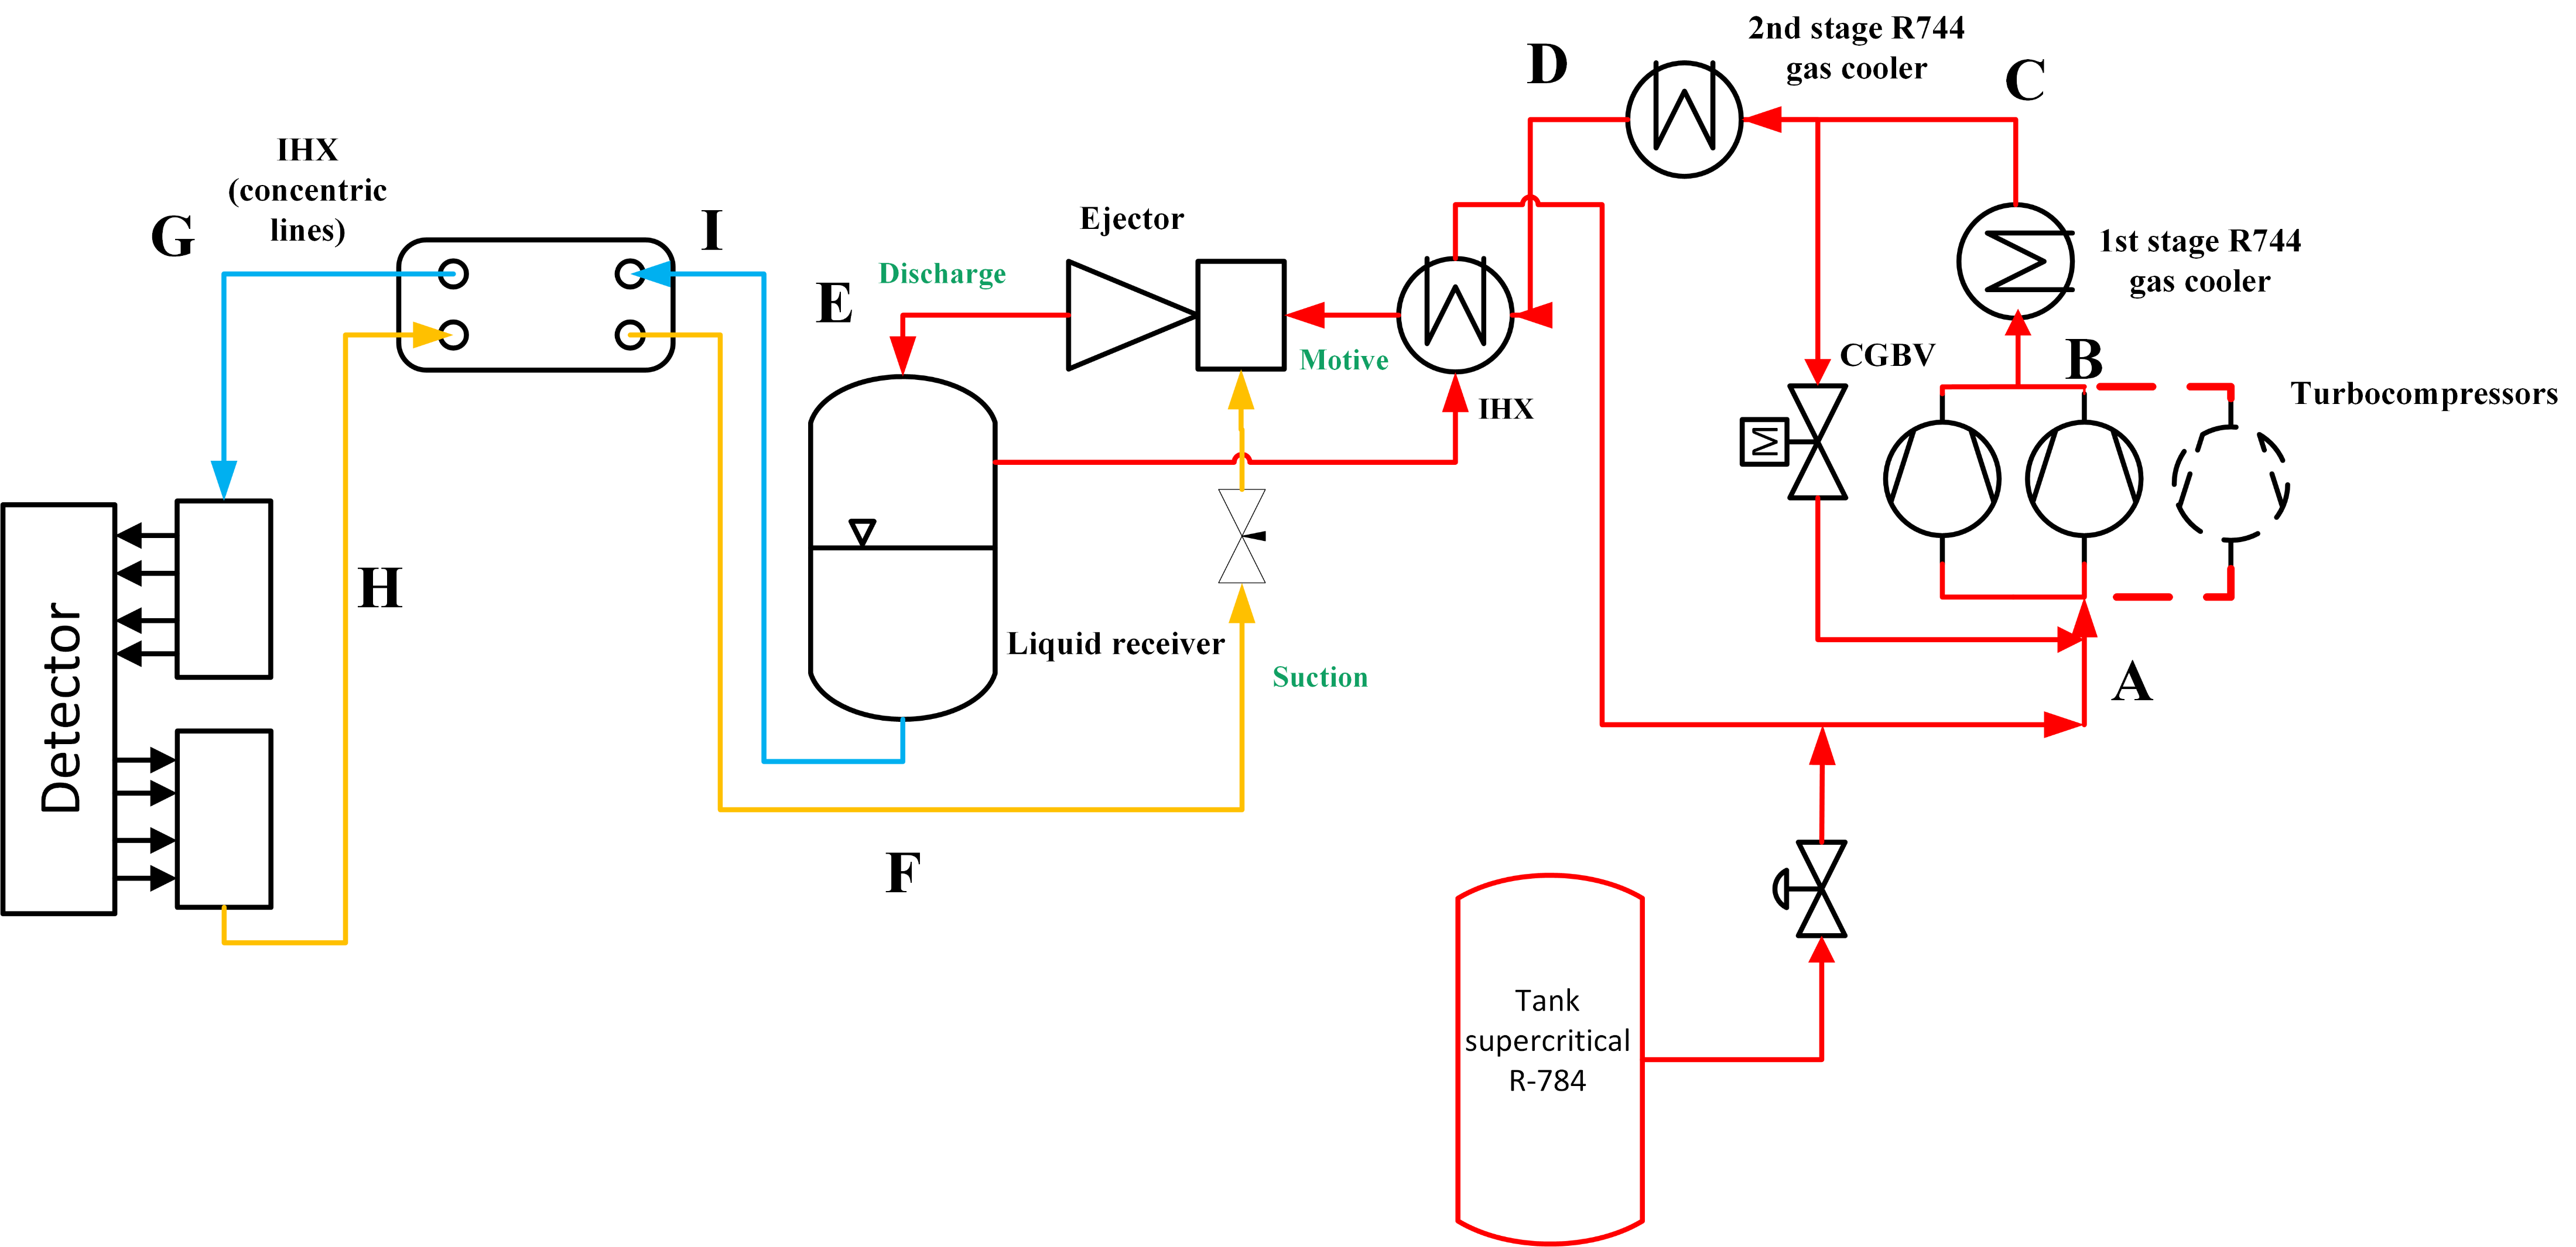 2nd stage R744
gas cooler
D
C
IHX
(concentric
lines)
G
I
Ejector
1st stage R744
gas cooler
Discharge
E
Motive
CGBV
B
Turbocompressors
IHX
M
H
Detector
Liquid receiver
Suction
A
F
Tank
supercritical
R-784